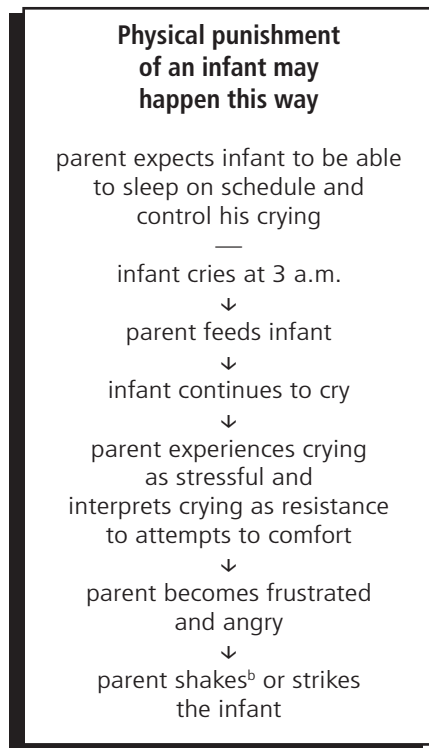 Physical punishment
of an infant may
happen this way
parent expects infant to be able
to sleep on schedule and
control his crying
—
infant cries at 3 a.m.
↓
parent feeds infant
↓
infant continues to cry
↓
parent experiences crying
as stressful and
interprets crying as resistance
to attempts to comfort
↓
parent becomes frustrated
and angry
↓
parent shakesᵇ or strikes
the infant